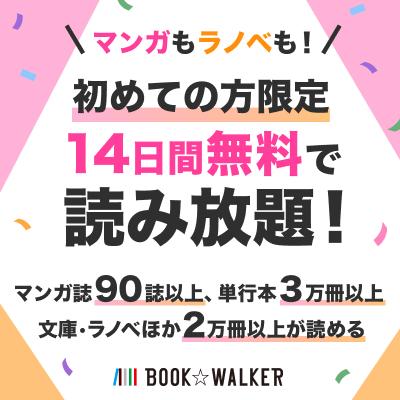 マンガもラノベも！
初めての方限定
14日間無料で
読み放題！
マンガ誌90誌以上、単行本3万冊以上
文庫・ラノベほか2万冊以上が読める
BOOK☆WALKER